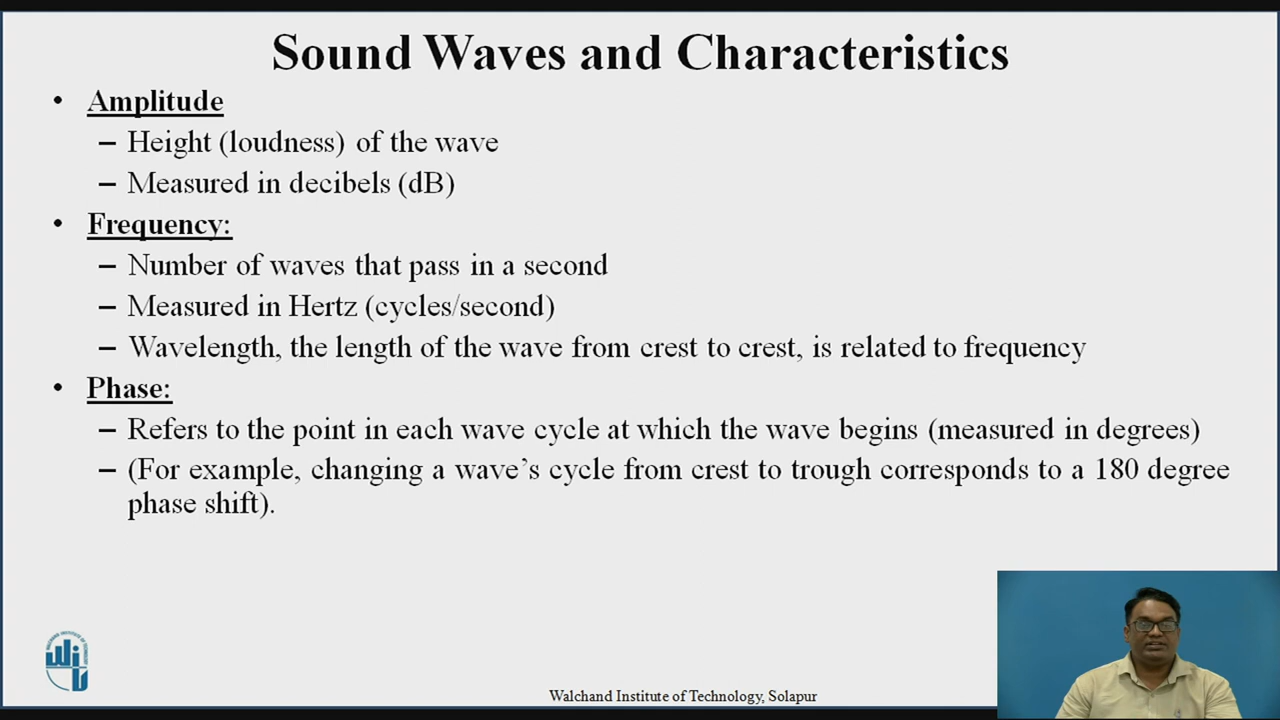 Sound Waves and Characteristics
• Amplitude
– Height (loudness) of the wave
– Measured in decibels (dB)
• Frequency:
– Number of waves that pass in a second
– Measured in Hertz (cycles/second)
– Wavelength, the length of the wave from crest to crest, is related to frequency
• Phase:
– Refers to the point in each wave cycle at which the wave begins (measured in degrees)
– (For example, changing a wave’s cycle from crest to trough corresponds to a 180 degree
phase shift).
Walchand Institute of Technology, Solapur